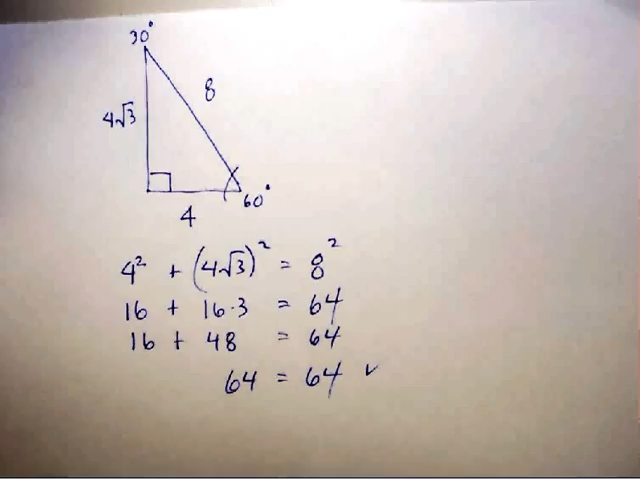 30°
8
4√3
60°
4
4² + (4√3)² = 8²
16 + 16·3 = 64
16 + 48 = 64
64 = 64 ✓